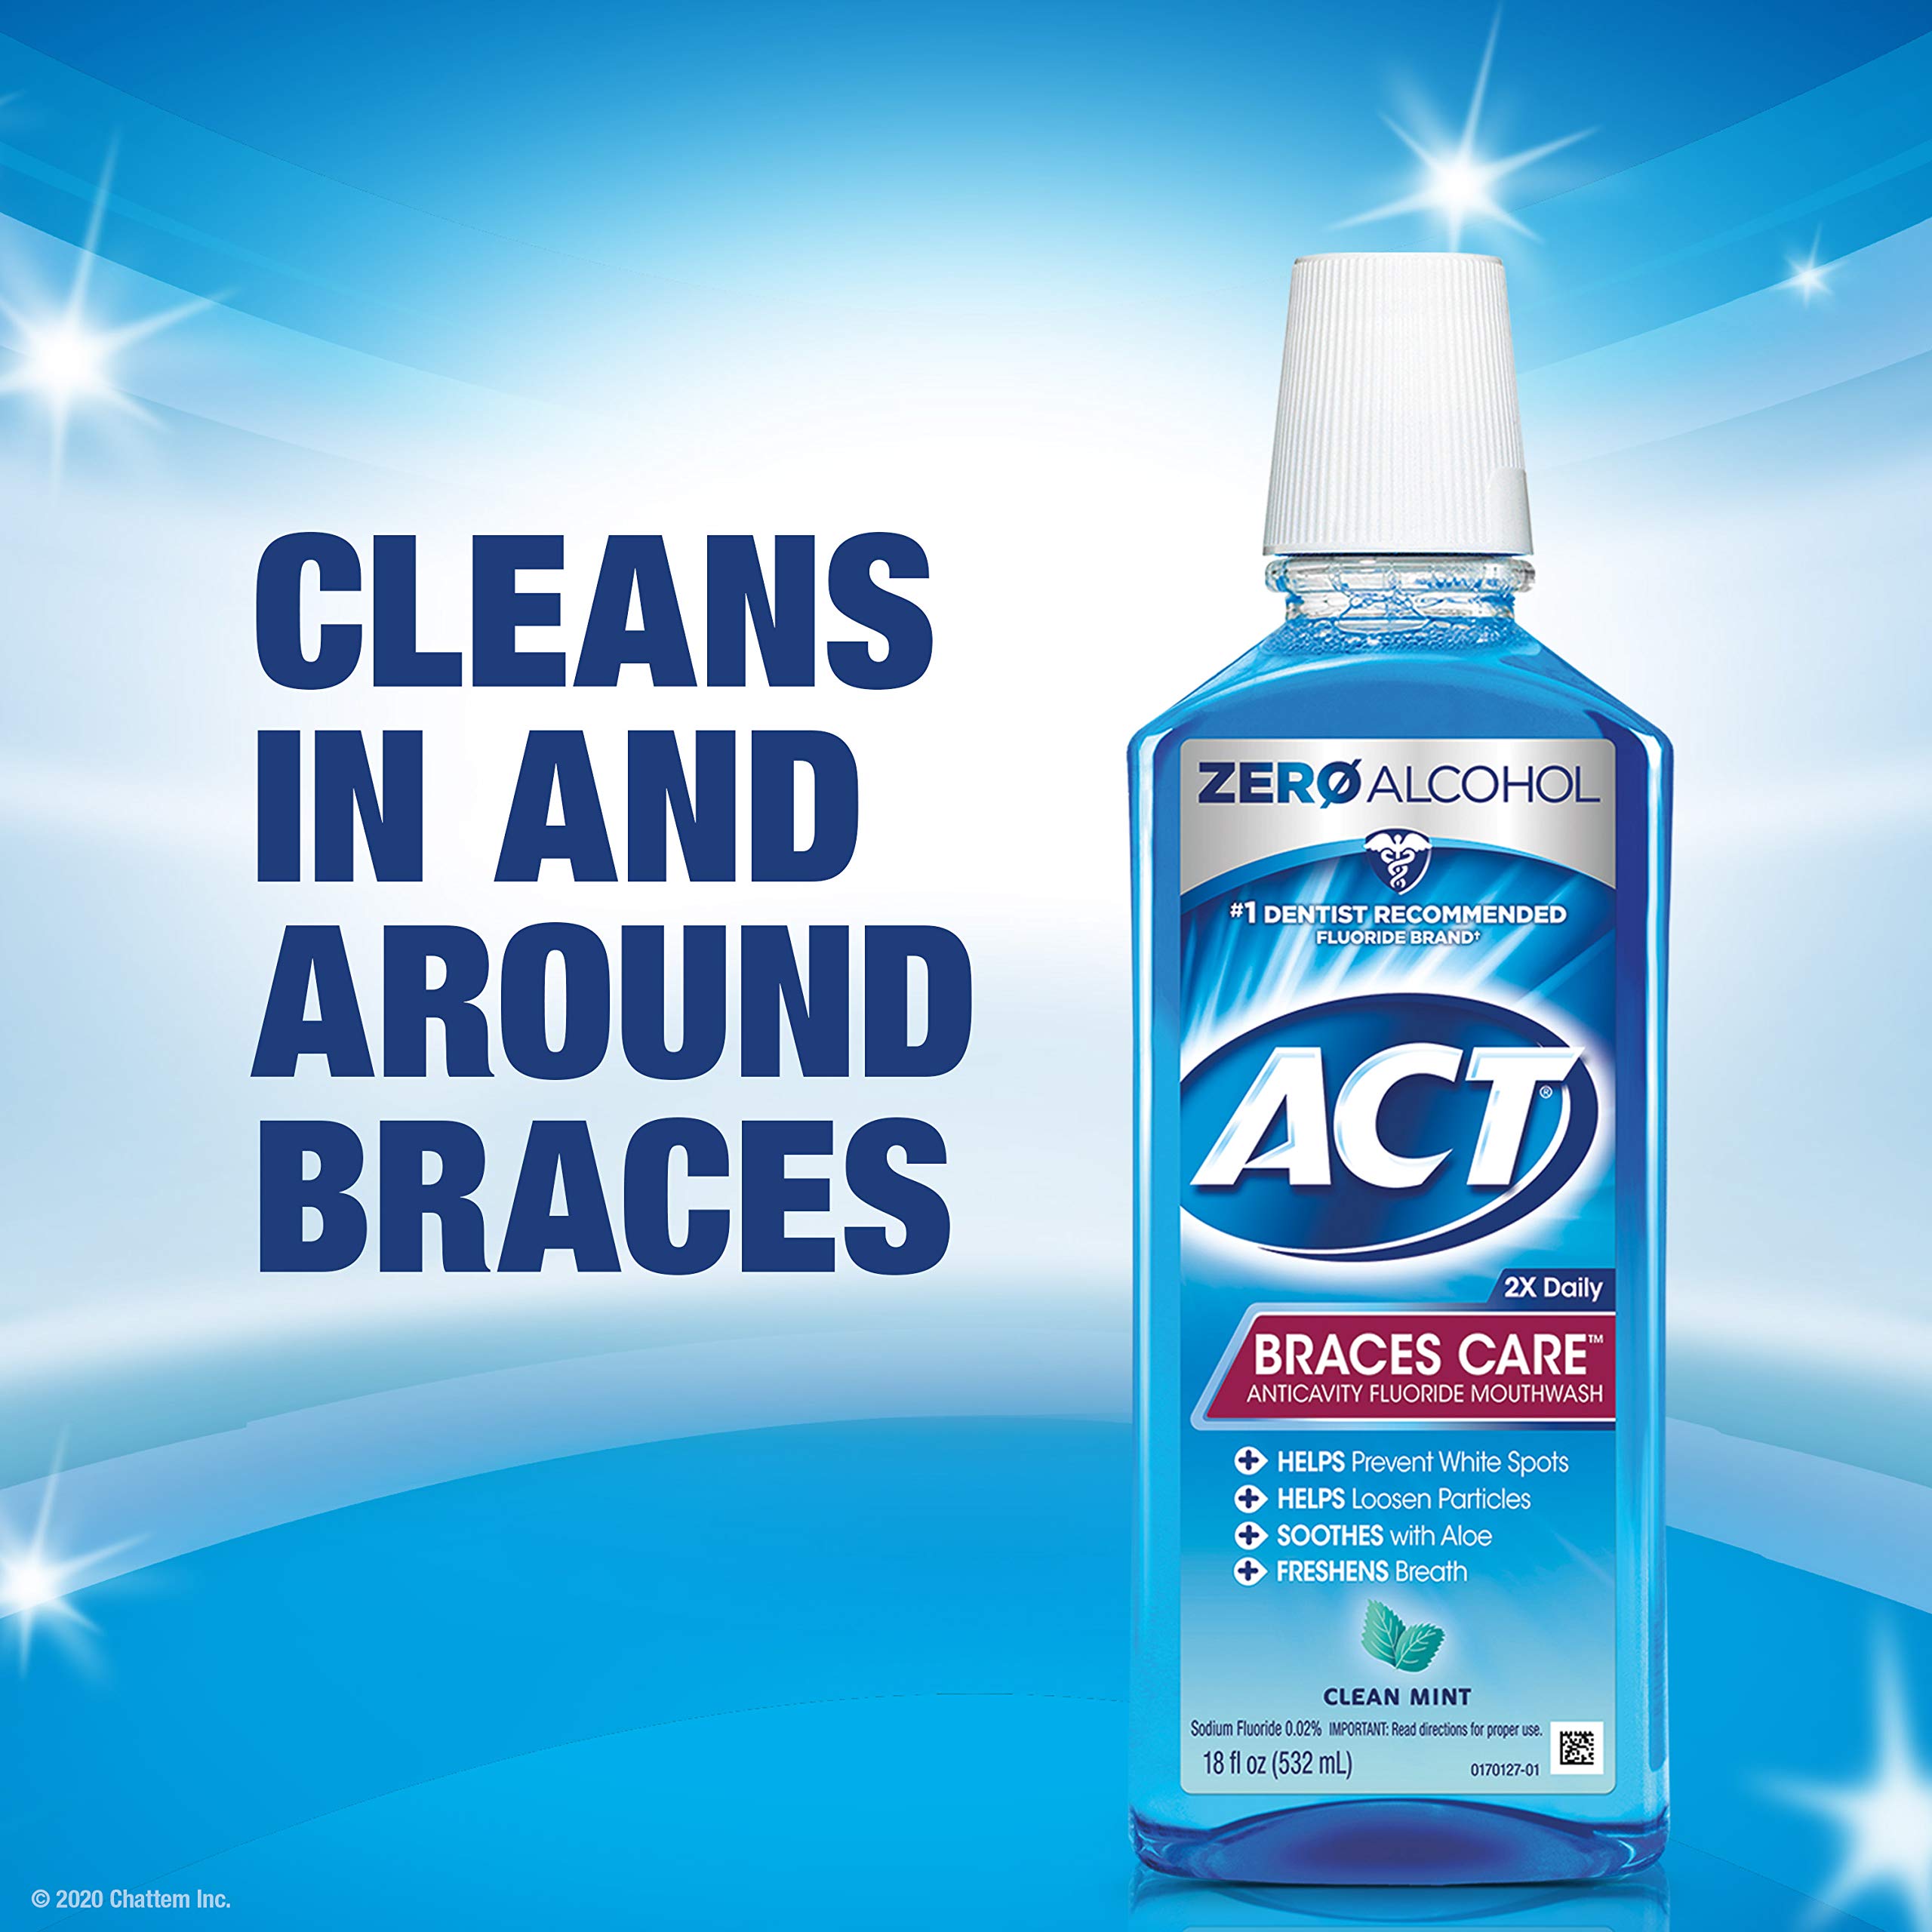 CLEANS
IN AND
AROUND
BRACES
ZERØ ALCOHOL
#1 DENTIST RECOMMENDED
FLUORIDE BRAND†
ACT®
2X Daily
BRACES CARE™
ANTICAVITY FLUORIDE MOUTHWASH
HELPS Prevent White Spots
HELPS Loosen Particles
SOOTHES with Aloe
FRESHENS Breath
CLEAN MINT
Sodium Fluoride 0.02% IMPORTANT: Read directions for proper use.
18 fl oz (532 mL)
0170127-01
© 2020 Chattem Inc.